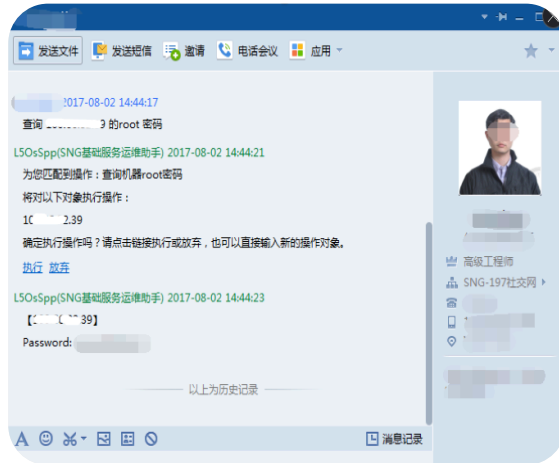 发送文件 发送短信 邀请 电话会议 应用
2017-08-02 14:44:17
查询 9 的root 密码
L5OsSpp(SNG基础服务运维助手) 2017-08-02 14:44:21
为您匹配到操作：查询机器root密码
将对以下对象执行操作：
10 2.39
确定执行操作吗？请点击链接执行或放弃，也可以直接输入新的操作对象。
执行 放弃
L5OsSpp(SNG基础服务运维助手) 2017-08-02 14:44:23
【 39】
Password:
以上为历史记录
消息记录
高级工程师
SNG-197社交网